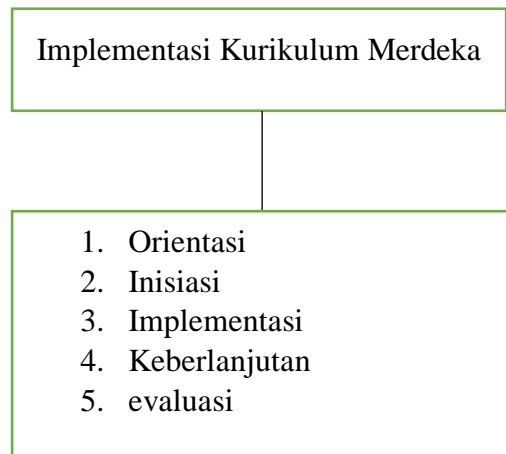 Implementasi Kurikulum Merdeka
1. Orientasi
2. Inisiasi
3. Implementasi
4. Keberlanjutan
5. evaluasi